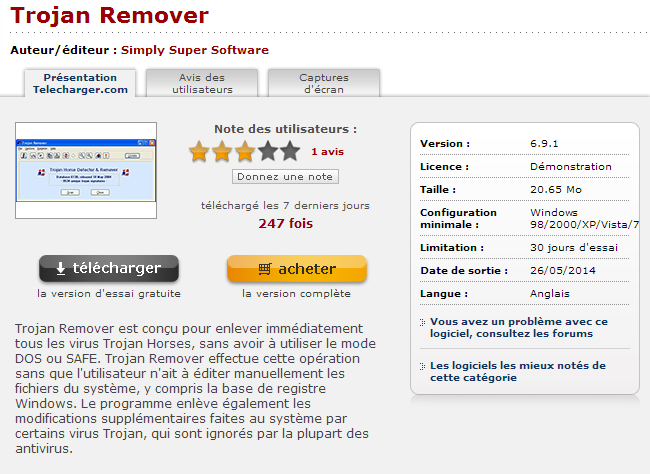 Trojan Remover
Auteur/éditeur : Simply Super Software
Présentation
Telecharger.com
Avis des
utilisateurs
Captures
d'écran
Trojan Horse Detector & Remover
Note des utilisateurs :
1 avis
Donnez une note
téléchargé les 7 derniers jours
247 fois
télécharger
la version d'essai gratuite
acheter
la version complète
Trojan Remover est conçu pour enlever immédiatement
tous les virus Trojan Horses, sans avoir à utiliser le mode
DOS ou SAFE. Trojan Remover effectue cette opération
sans que l'utilisateur n'ait à éditer manuellement les
fichiers du système, y compris la base de registre
Windows. Le programme enlève également les
modifications supplémentaires faites au système par
certains virus Trojan, qui sont ignorés par la plupart des
antivirus.
Version : 6.9.1
Licence : Démonstration
Taille : 20.65 Mo
Configuration minimale : Windows
98/2000/XP/Vista/7
Limitation : 30 jours d'essai
Date de sortie : 26/05/2014
Langue : Anglais
Vous avez un problème avec ce
logiciel, consultez les forums
Les logiciels les mieux notés de
cette catégorie